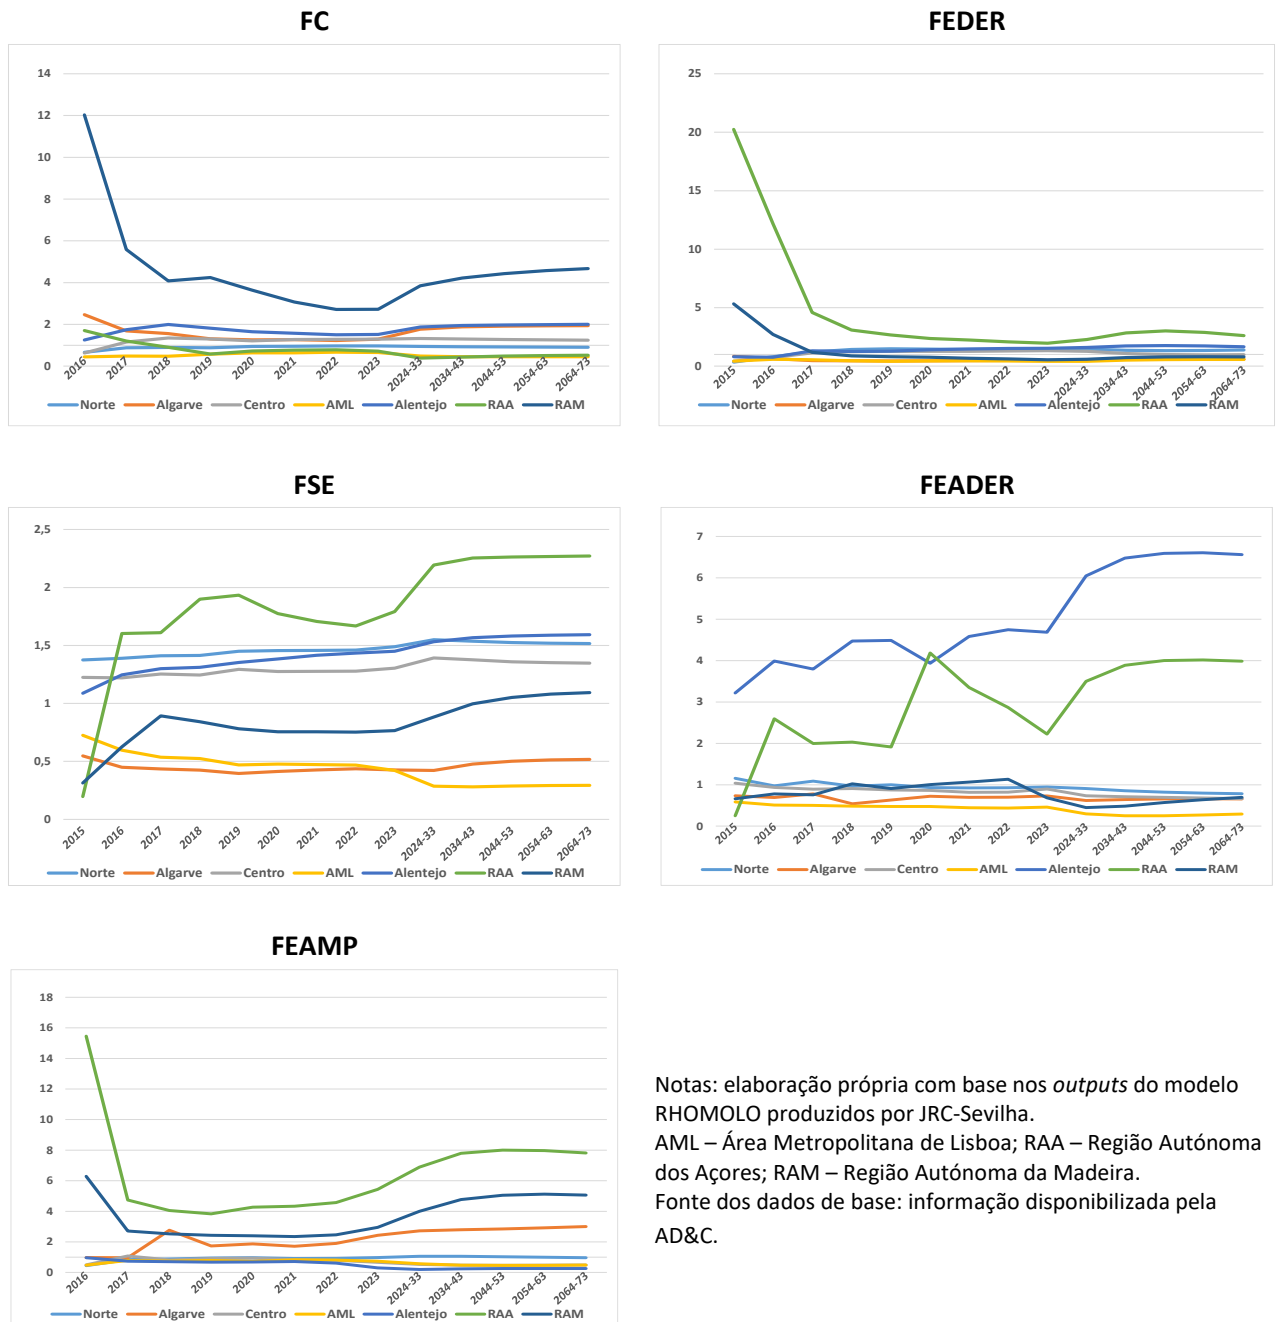 FC
14
12
10
8
6
4
2
0
2016 2017 2018 2019 2020 2021 2022 2023 2024-33 2034-43 2044-53 2054-63 2064-73
Norte Algarve Centro AML Alentejo RAA RAM
FEDER
25
20
15
10
5
0
2015 2016 2017 2018 2019 2020 2021 2022 2023 2024-33 2034-43 2044-53 2054-63 2064-73
Norte Algarve Centro AML Alentejo RAA RAM
FSE
2,5
2
1,5
1
0,5
0
2015 2016 2017 2018 2019 2020 2021 2022 2023 2024-33 2034-43 2044-53 2054-63 2064-73
Norte Algarve Centro AML Alentejo RAA RAM
FEADER
7
6
5
4
3
2
1
0
2015 2016 2017 2018 2019 2020 2021 2022 2023 2024-33 2034-43 2044-53 2054-63 2064-73
Norte Algarve Centro AML Alentejo RAA RAM
FEAMP
18
16
14
12
10
8
6
4
2
0
2016 2017 2018 2019 2020 2021 2022 2023 2024-33 2034-43 2044-53 2054-63 2064-73
Norte Algarve Centro AML Alentejo RAA RAM
Notas: elaboração própria com base nos outputs do modelo
RHOMOLO produzidos por JRC-Sevilha.
AML – Área Metropolitana de Lisboa; RAA – Região Autónoma
dos Açores; RAM – Região Autónoma da Madeira.
Fonte dos dados de base: informação disponibilizada pela
AD&C.